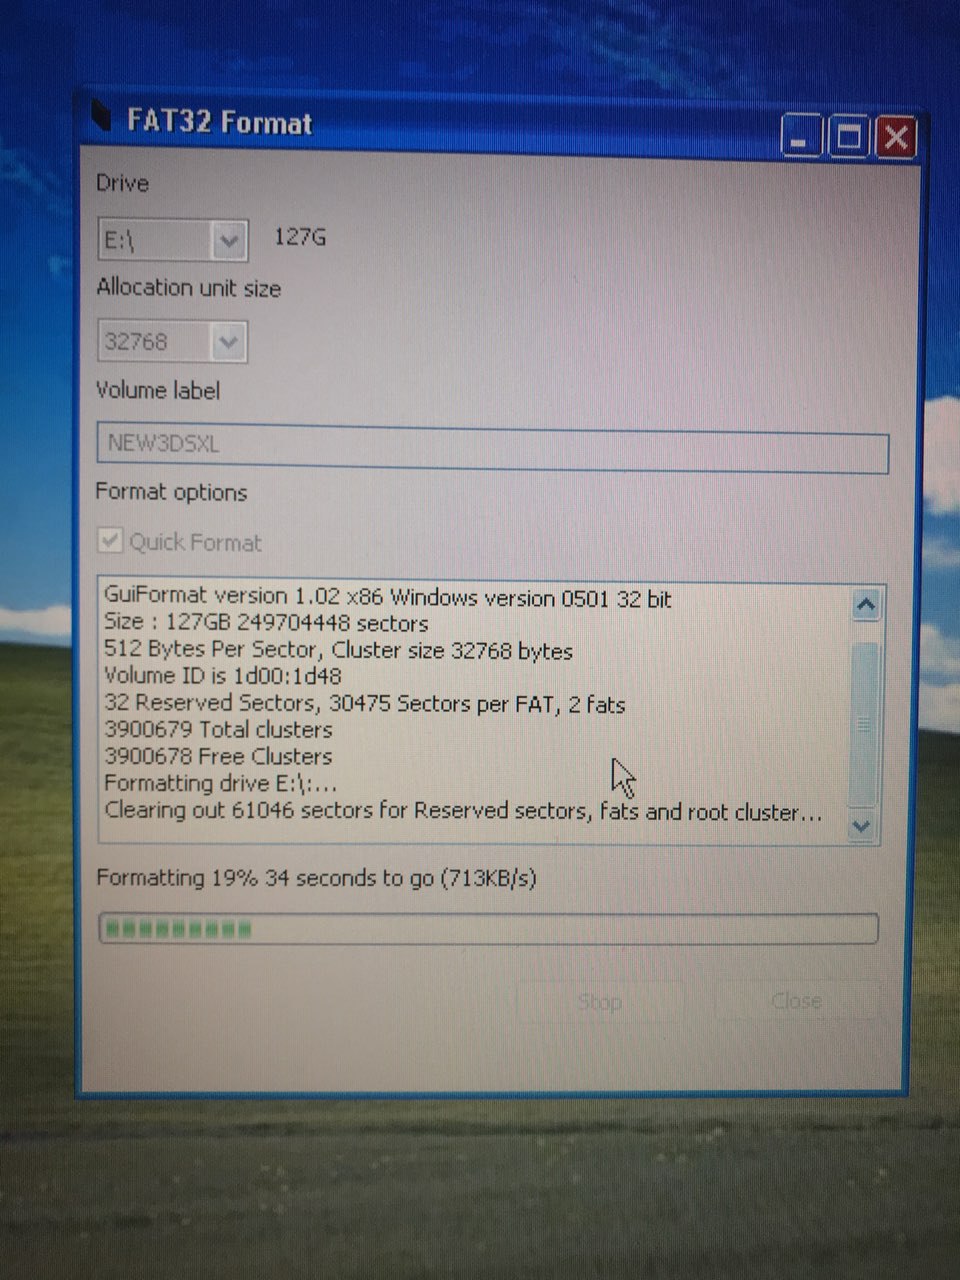 FAT32 Format
Drive
E:\ 127G
Allocation unit size
32768
Volume label
NEW3DSXL
Format options
Quick Format
GuiFormat version 1.02 x86 Windows version 0501 32 bit
Size : 127GB 249704448 sectors
512 Bytes Per Sector, Cluster size 32768 bytes
Volume ID is 1d00:1d48
32 Reserved Sectors, 30475 Sectors per FAT, 2 fats
3900679 Total clusters
3900678 Free Clusters
Formatting drive E:\:...
Clearing out 61046 sectors for Reserved sectors, fats and root cluster...
Formatting 19% 34 seconds to go (713KB/s)
Stop Close